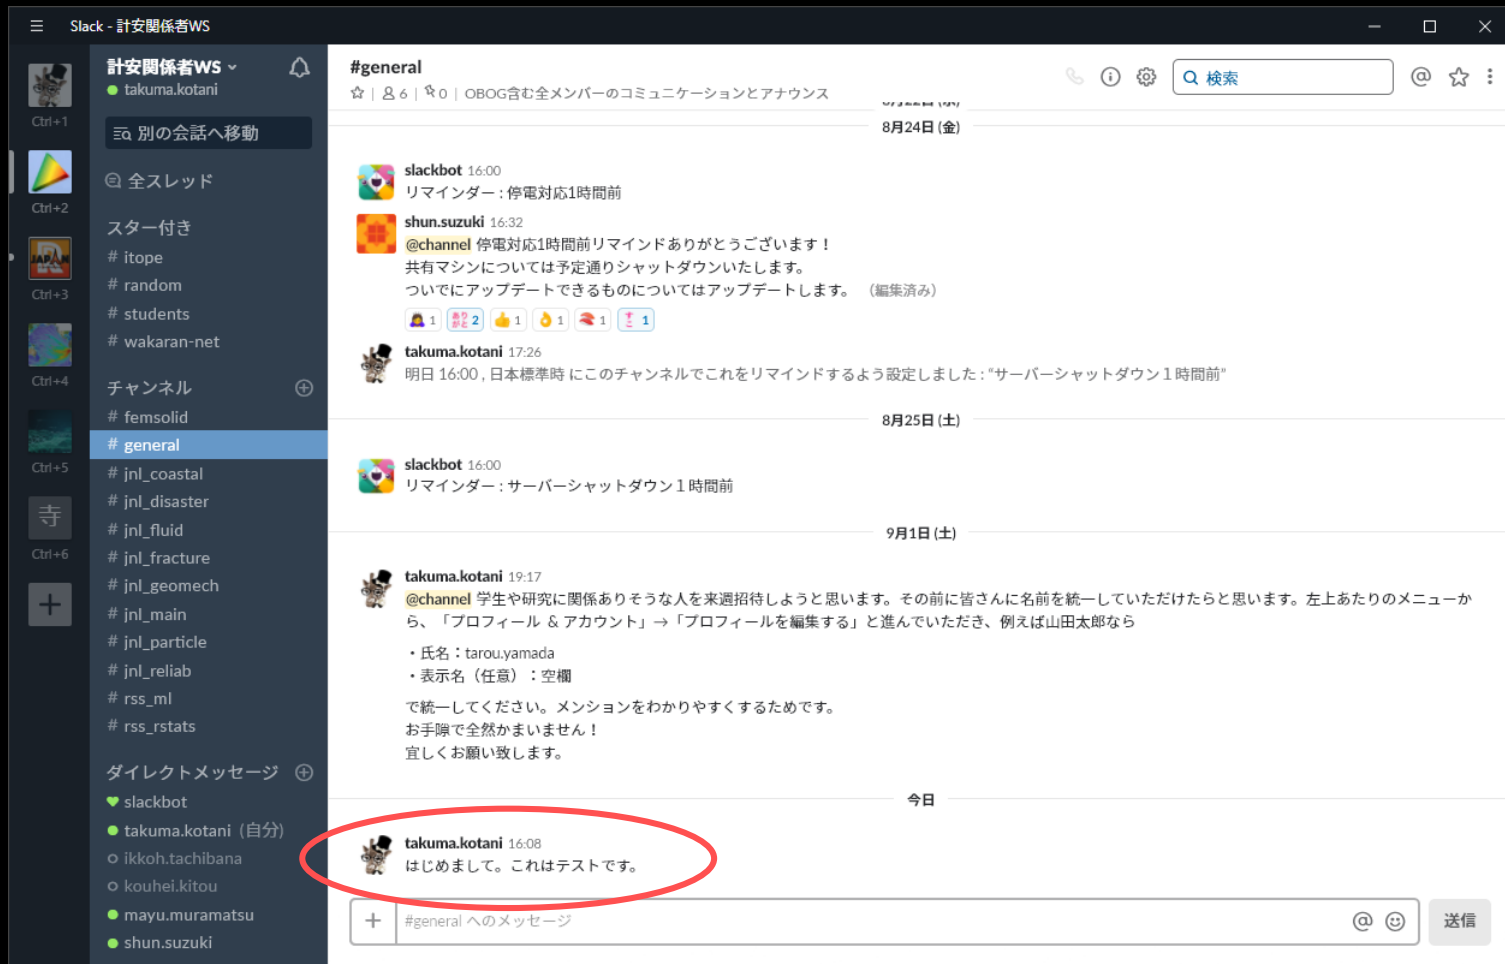 Slack - 計安関係者WS
Ctrl+1
Ctrl+2
JAPAN
R
Ctrl+3
Ctrl+4
Ctrl+5
寺
Ctrl+6
計安関係者WS
takuma.kotani
別の会話へ移動
全スレッド
スター付き
# itope
# random
# students
# wakaran-net
チャンネル
# femsolid
# general
# jnl_coastal
# jnl_disaster
# jnl_fluid
# jnl_fracture
# jnl_geomech
# jnl_main
# jnl_particle
# jnl_reliab
# rss_ml
# rss_rstats
ダイレクトメッセージ
slackbot
takuma.kotani (自分)
ikkoh.tachibana
kouhei.kitou
mayu.muramatsu
shun.suzuki
#general
| 6 | 0 | OBOG含む全メンバーのコミュニケーションとアナウンス
検索
8月22日 (水)
8月24日 (金)
slackbot 16:00
リマインダー : 停電対応1時間前
shun.suzuki 16:32
@channel 停電対応1時間前リマインドありがとうございます！
共有マシンについては予定通りシャットダウンいたします。
ついでにアップデートできるものについてはアップデートします。 （編集済み）
1 ありがと 2 1 1 1 すこ 1
takuma.kotani 17:26
明日 16:00 , 日本標準時 にこのチャンネルでこれをリマインドするよう設定しました : “サーバーシャットダウン１時間前”
8月25日 (土)
slackbot 16:00
リマインダー : サーバーシャットダウン１時間前
9月1日 (土)
takuma.kotani 19:17
@channel 学生や研究に関係ありそうな人を来週招待しようと思います。その前に皆さんに名前を統一していただけたらと思います。左上あたりのメニューか
ら、「プロフィール ＆ アカウント」→「プロフィールを編集する」と進んでいただき、例えば山田太郎なら
・氏名：tarou.yamada
・表示名（任意）：空欄
で統一してください。メンションをわかりやすくするためです。
お手隙で全然かまいません！
宜しくお願い致します。
今日
takuma.kotani 16:08
はじめまして。これはテストです。
#general へのメッセージ
送信